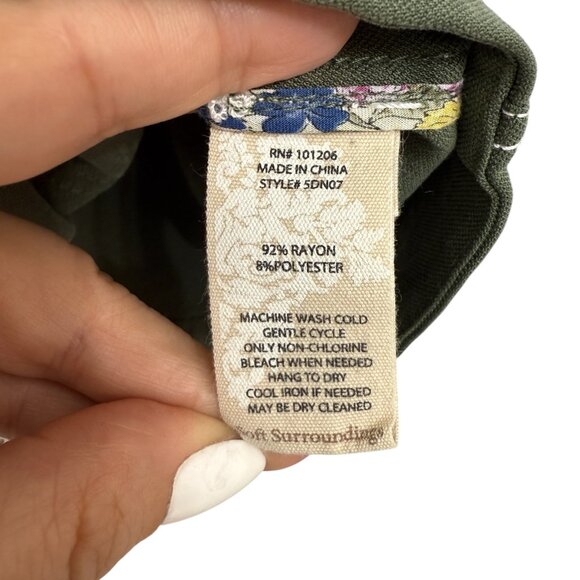 RN# 101206
MADE IN CHINA
STYLE# 5DN07
92% RAYON
8%POLYESTER
MACHINE WASH COLD
GENTLE CYCLE
ONLY NON-CHLORINE
BLEACH WHEN NEEDED
HANG TO DRY
COOL IRON IF NEEDED
MAY BE DRY CLEANED
Soft Surroundings